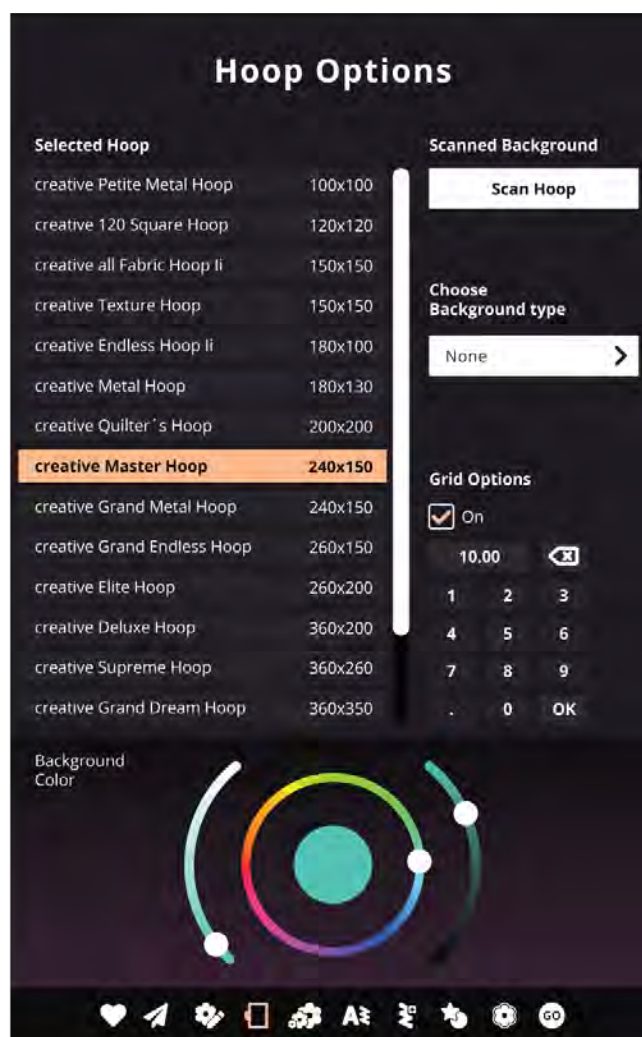 Hoop Options
Selected Hoop
creative Petite Metal Hoop 100x100
creative 120 Square Hoop 120x120
creative all Fabric Hoop Ii 150x150
creative Texture Hoop 150x150
creative Endless Hoop Ii 180x100
creative Metal Hoop 180x130
creative Quilter´s Hoop 200x200
creative Master Hoop 240x150
creative Grand Metal Hoop 240x150
creative Grand Endless Hoop 260x150
creative Elite Hoop 260x200
creative Deluxe Hoop 360x200
creative Supreme Hoop 360x260
creative Grand Dream Hoop 360x350
Scanned Background
Scan Hoop
Choose
Background type
None
Grid Options
On
10.00
1 2 3
4 5 6
7 8 9
. 0 OK
Background
Color
A
GO